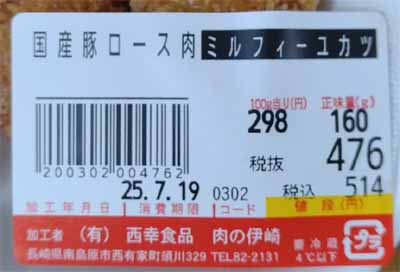 国産豚ロース肉ミルフィーユカツ
100g当り(円) 正味量(g)
298 160
税抜 476
200302004762
25.7.19 0302 税込 514
加工年月日 消費期限 コード 値段(円)
加工者 (有) 西幸食品 肉の伊崎
長崎県南島原市西有家町須川329 TEL82-2131
要冷蔵
4℃以下
プラ